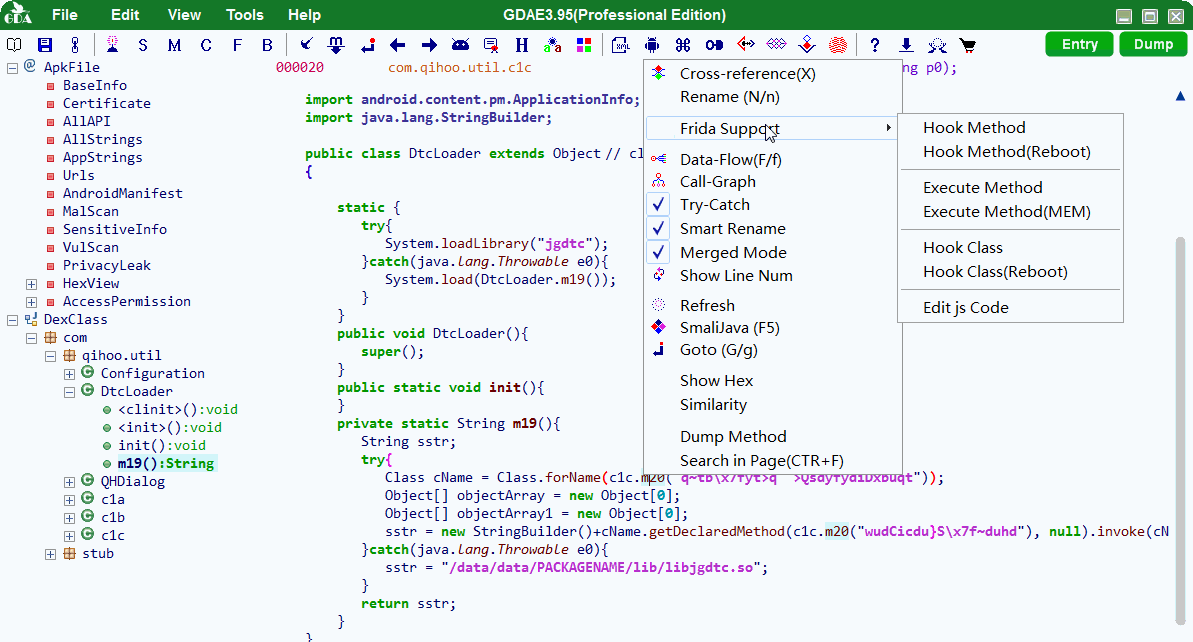 GDA
File Edit View Tools Help
GDAE3.95(Professional Edition)
S M C F B
H
a
a
XML
?
Entry
Dump
@ ApkFile
BaseInfo
Certificate
AllAPI
AllStrings
AppStrings
Urls
AndroidManifest
MalScan
SensitiveInfo
VulScan
PrivacyLeak
HexView
AccessPermission
DexClass
com
qihoo.util
Configuration
DtcLoader
<clinit>():void
<init>():void
init():void
m19():String
QHDialog
c1a
c1b
c1c
stub
000020 com.qihoo.util.c1c
ng p0);
import android.content.pm.ApplicationInfo;
import java.lang.StringBuilder;
public class DtcLoader extends Object // cl
{
static {
try{
System.loadLibrary("jgdtc");
}catch(java.lang.Throwable e0){
System.load(DtcLoader.m19());
}
}
public void DtcLoader(){
super();
}
public static void init(){
}
private static String m19(){
String sstr;
try{
Class cName = Class.forName(c1c.m20(
Object[] objectArray = new Object[0];
Object[] objectArray1 = new Object[0];
sstr = new StringBuilder()+cName.getDeclaredMethod(c1c.m20("wudCicdu}S\x7f~duhd"), null).invoke(cN
}catch(java.lang.Throwable e0){
sstr = "/data/data/PACKAGENAME/lib/libjgdtc.so";
}
return sstr;
}
}
Cross-reference(X)
Rename (N/n)
Frida Support
Data-Flow(F/f)
Call-Graph
Try-Catch
Smart Rename
Merged Mode
Show Line Num
Refresh
SmaliJava (F5)
Goto (G/g)
Show Hex
Similarity
Dump Method
Search in Page(CTR+F)
Hook Method
Hook Method(Reboot)
Execute Method
Execute Method(MEM)
Hook Class
Hook Class(Reboot)
Edit js Code